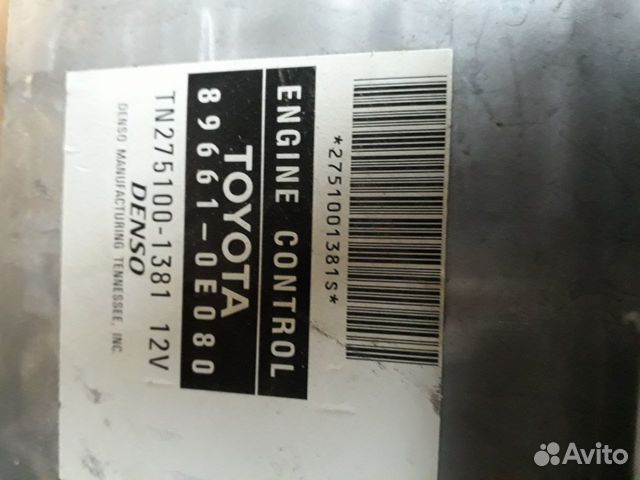 *2751001381s*
ENGINE CONTROL
TOYOTA
89661-0E080
TN275100-1381 12V
DENSO
DENSO MANUFACTURING TENNESSEE, INC.
Avito